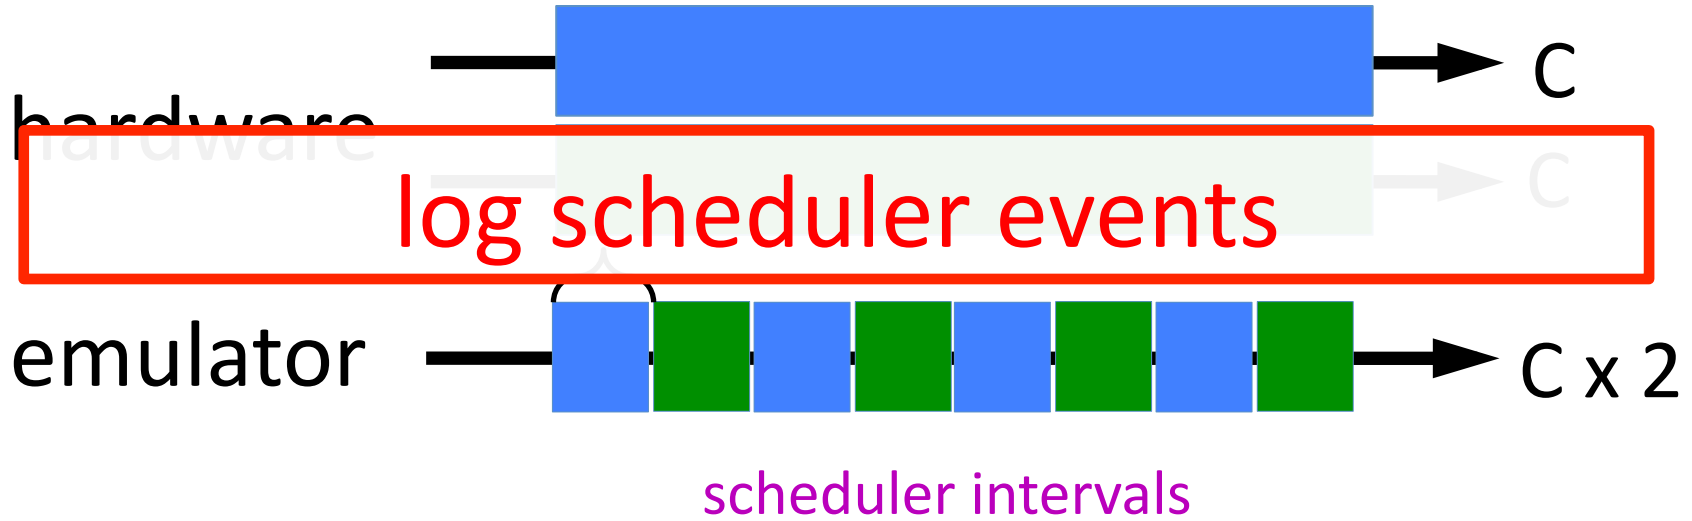 C
hardware
C
log scheduler events
emulator
C x 2
scheduler intervals